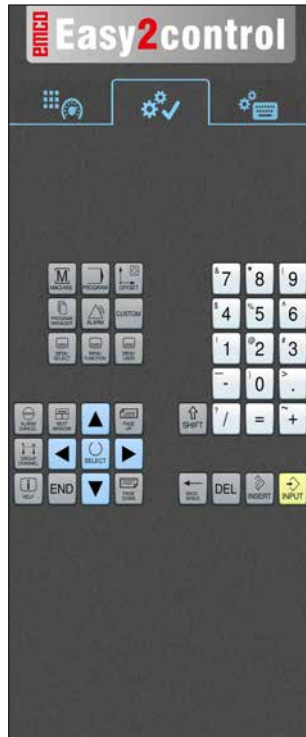 emco
Easy2control
MACHINE PROGRAM OFFSET
PROGRAM MANAGER ALARM CUSTOM
MENU SELECT MENU FUNCTION MENU USER
& 7 * 8 ( 9
$ 4 % 5 ^ 6
! 1 @ 2 # 3
- ) 0 > .
ALARM CANCEL NEXT WINDOW PAGE UP
SHIFT ? / = ~ +
GROUP CHANNEL SELECT
HELP END PAGE DOWN
BACK SPACE DEL INSERT INPUT